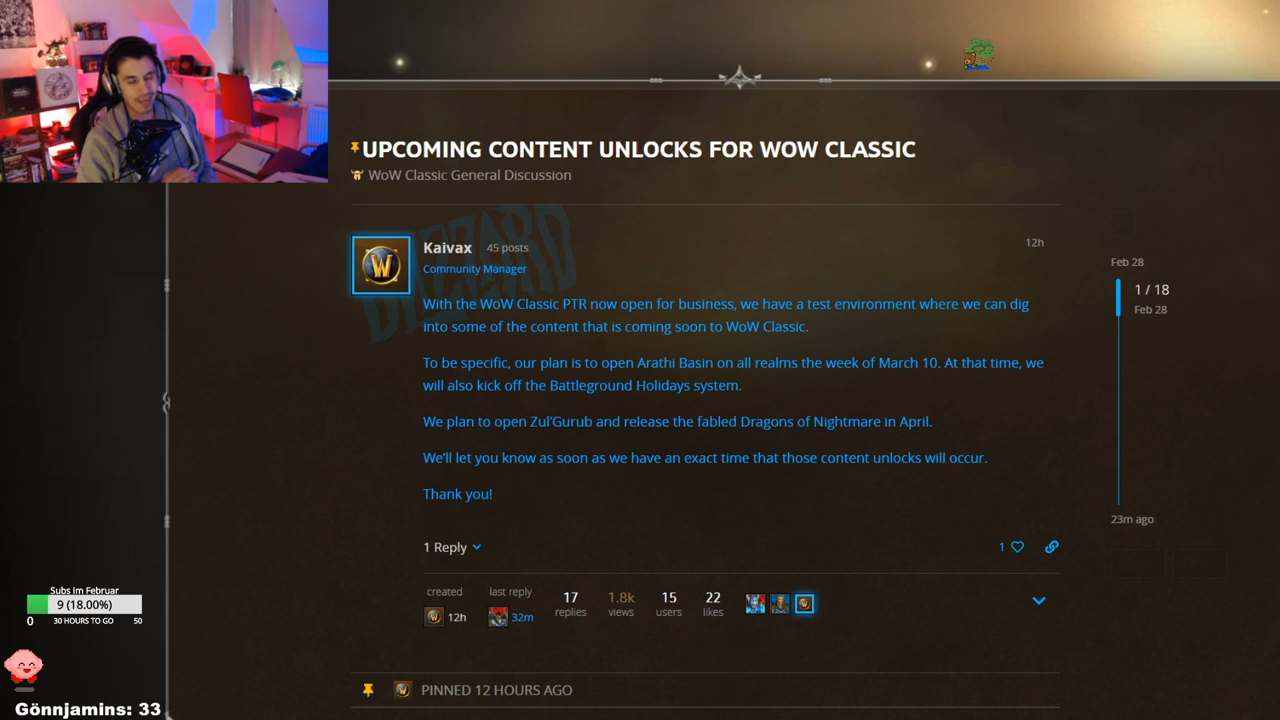 UPCOMING CONTENT UNLOCKS FOR WOW CLASSIC
WoW Classic General Discussion
BLIZZARD
W
Kaivax 45 posts
12h
Community Manager
With the WoW Classic PTR now open for business, we have a test environment where we can dig
into some of the content that is coming soon to WoW Classic.
To be specific, our plan is to open Arathi Basin on all realms the week of March 10. At that time, we
will also kick off the Battleground Holidays system.
We plan to open Zul'Gurub and release the fabled Dragons of Nightmare in April.
We'll let you know as soon as we have an exact time that those content unlocks will occur.
Thank you!
1 Reply
1
created
last reply
17
1.8k
15
22
12h
32m
replies
views
users
likes
PINNED 12 HOURS AGO
Feb 28
1 / 18
Feb 28
23m ago
Subs im Februar
9 (18.00%)
0
30 HOURS TO GO
50
Gönnjamins: 33